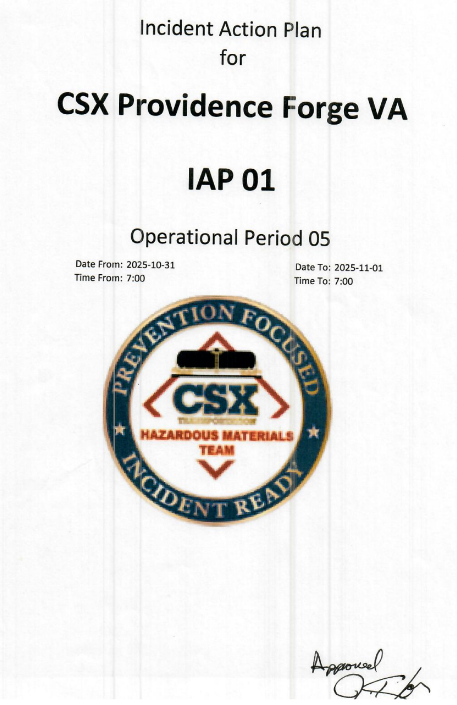 Incident Action Plan
for
CSX Providence Forge VA
IAP 01
Operational Period 05
Date From: 2025-10-31
Time From: 7:00
Date To: 2025-11-01
Time To: 7:00
PREVENTION FOCUSED
CSX
TRANSPORTATION
HAZARDOUS MATERIALS
TEAM
INCIDENT READY
Approved